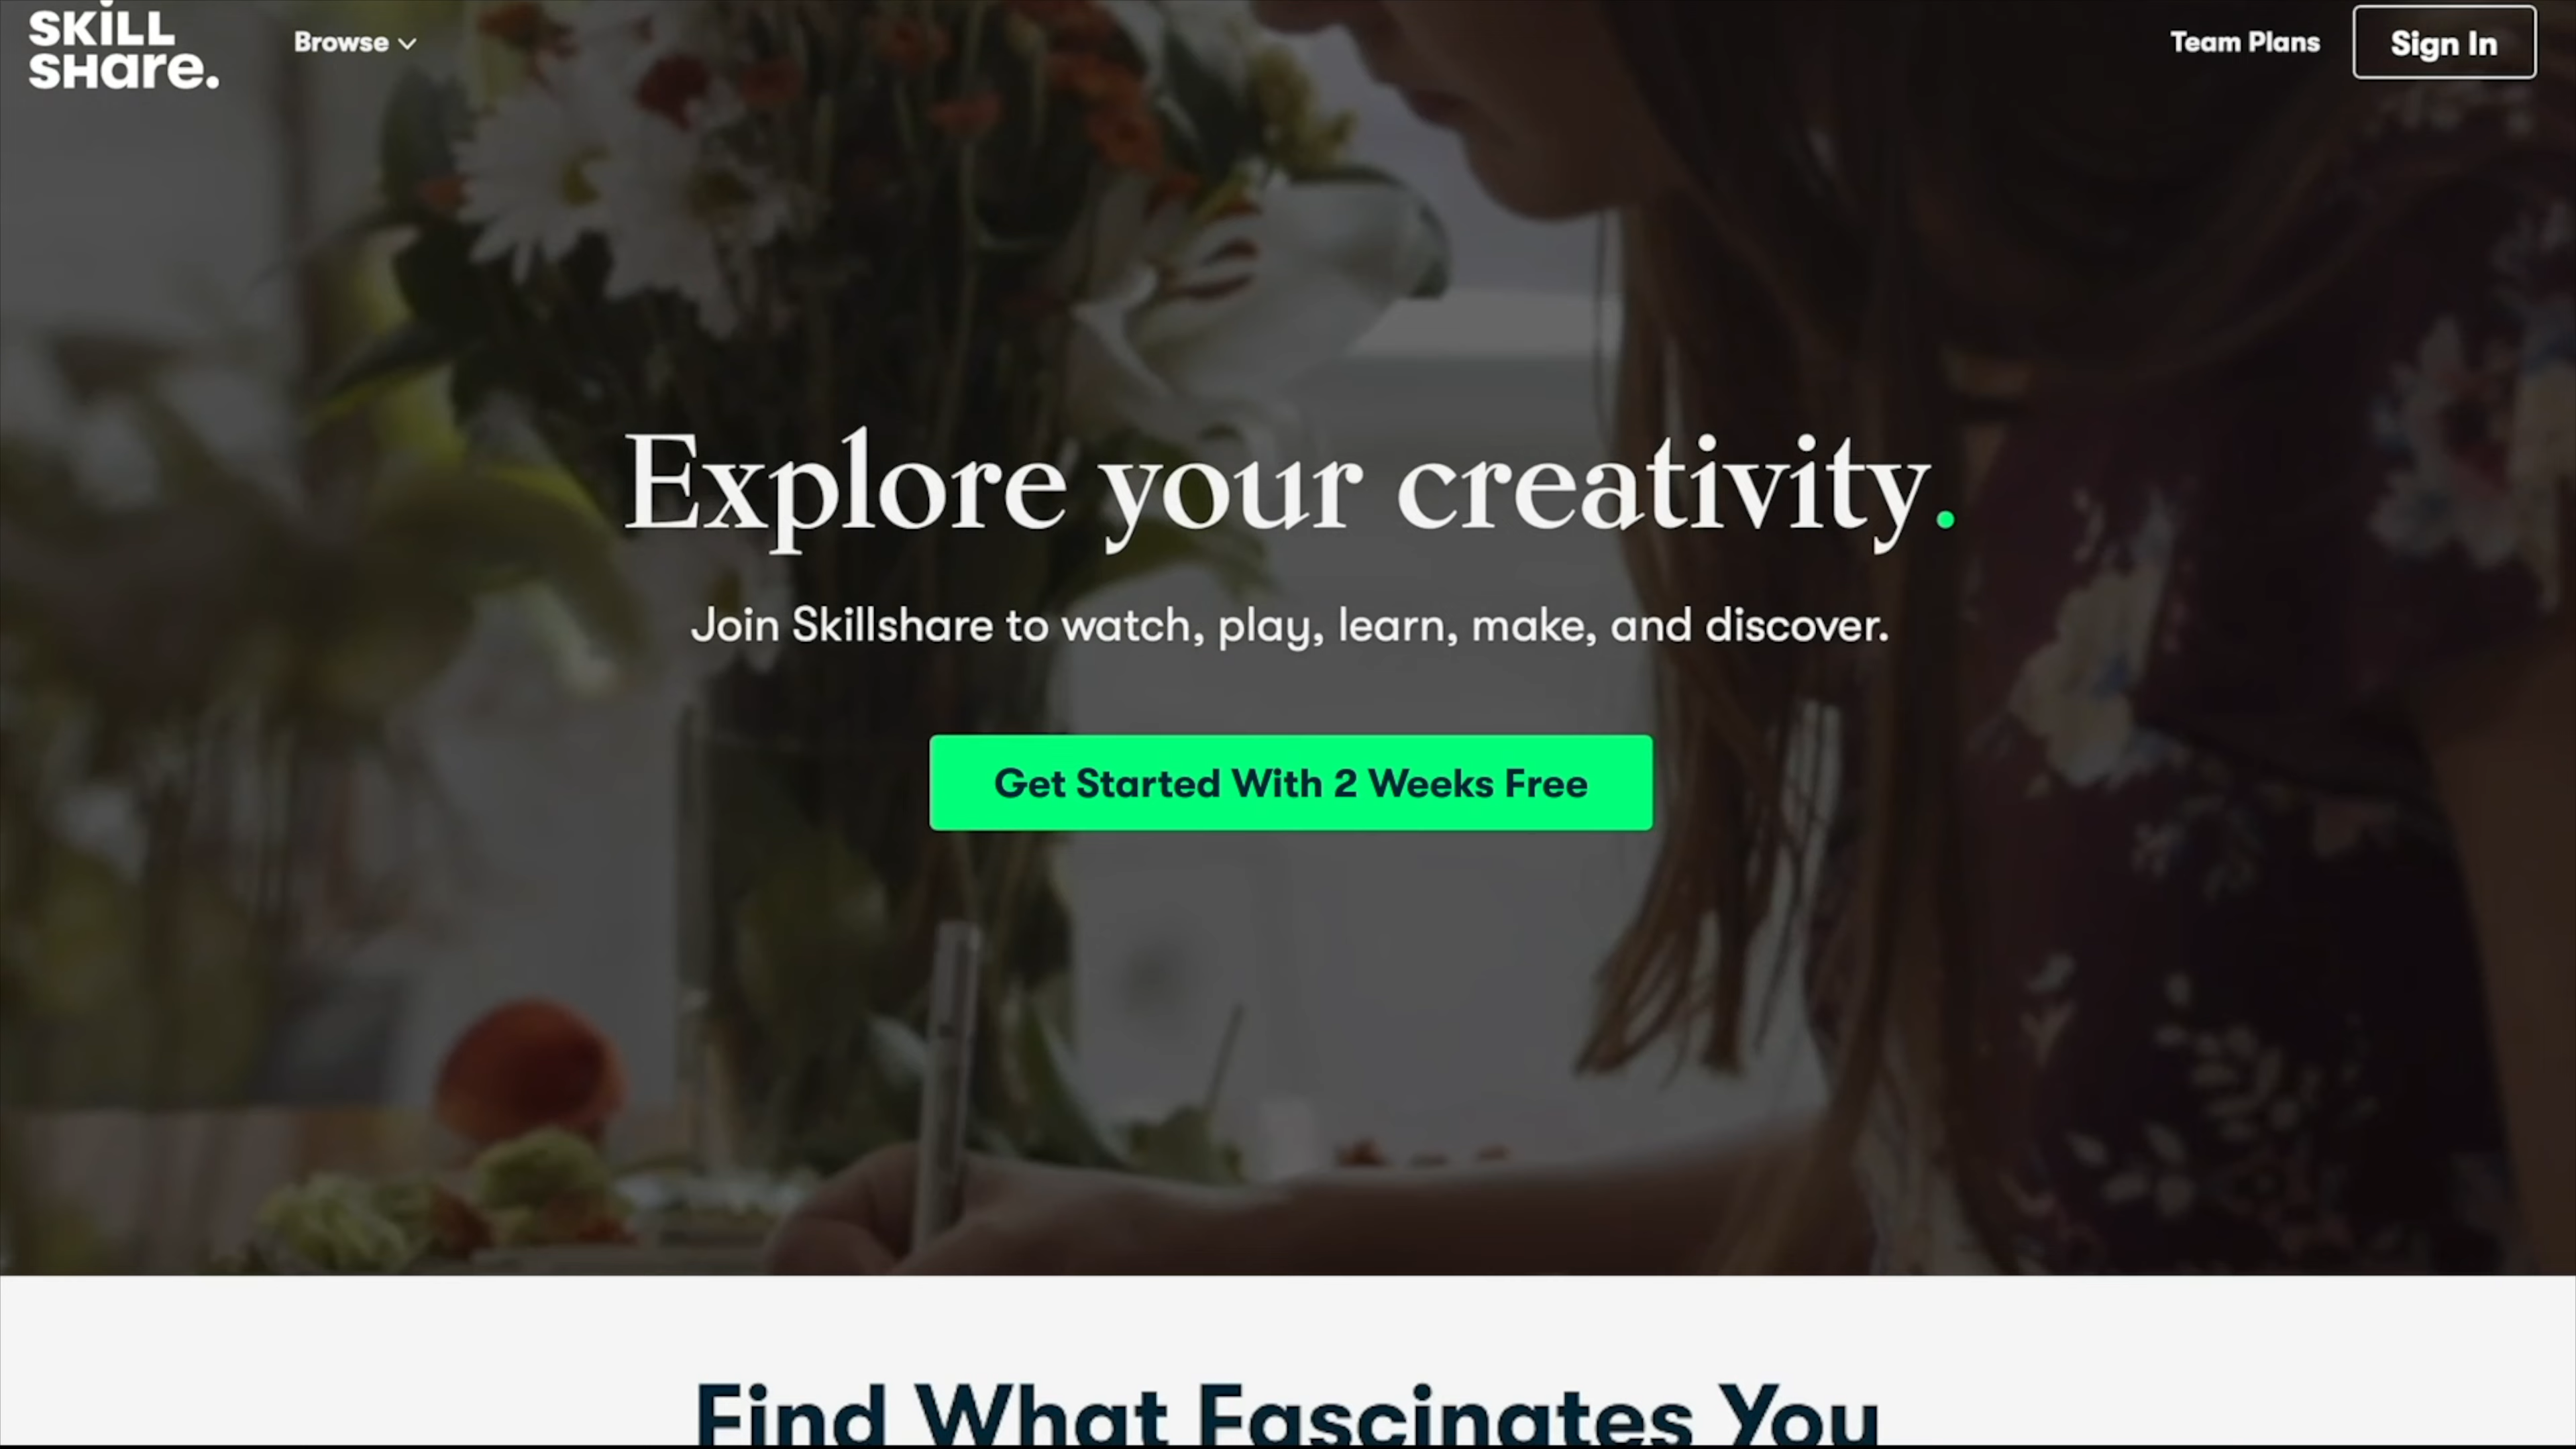 SKILL
SHare.
Browse
Team Plans
Sign In
Explore your creativity.
Join Skillshare to watch, play, learn, make, and discover.
Get Started With 2 Weeks Free
Find What Fascinates You